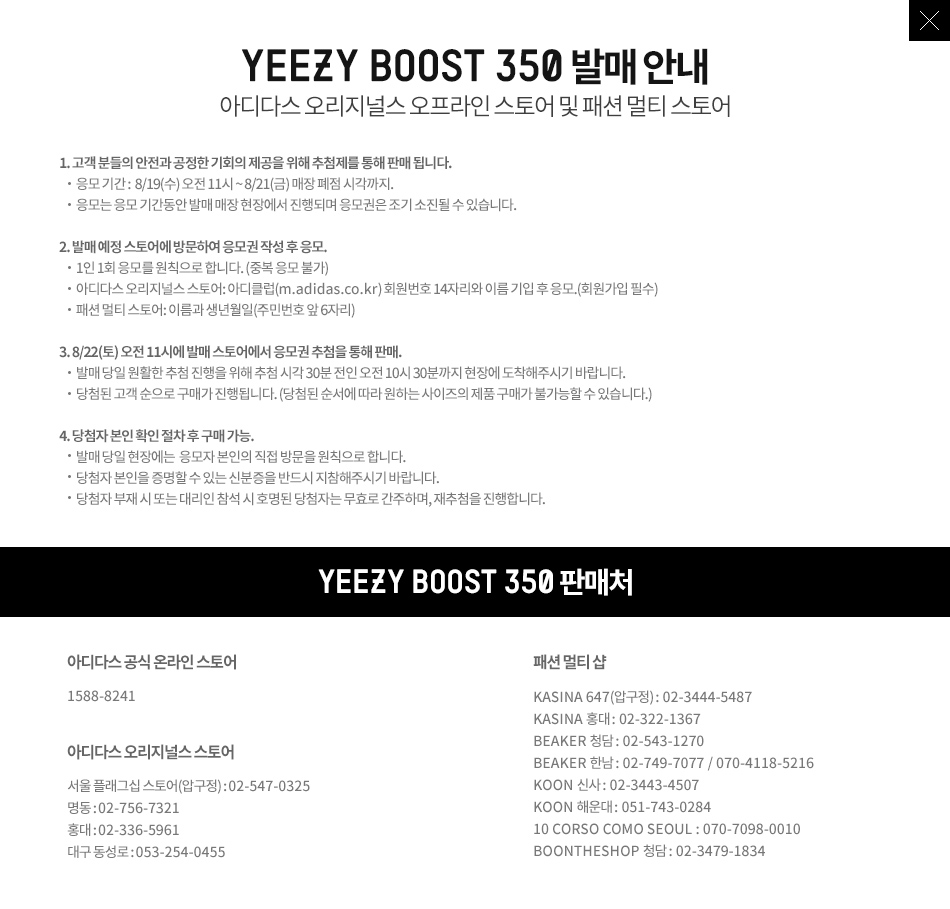 YEEZY BOOST 350 발매 안내
아디다스 오리지널스 오프라인 스토어 및 패션 멀티 스토어
1. 고객 분들의 안전과 공정한 기회의 제공을 위해 추첨제를 통해 판매 됩니다.
· 응모 기간 : 8/19(수) 오전 11시 ~ 8/21(금) 매장 폐점 시각까지.
· 응모는 응모 기간동안 발매 매장 현장에서 진행되며 응모권은 조기 소진될 수 있습니다.
2. 발매 예정 스토어에 방문하여 응모권 작성 후 응모.
· 1인 1회 응모를 원칙으로 합니다. (중복 응모 불가)
· 아디다스 오리지널스 스토어: 아디클럽(m.adidas.co.kr) 회원번호 14자리와 이름 기입 후 응모.(회원가입 필수)
· 패션 멀티 스토어: 이름과 생년월일(주민번호 앞 6자리)
3. 8/22(토) 오전 11시에 발매 스토어에서 응모권 추첨을 통해 판매.
· 발매 당일 원활한 추첨 진행을 위해 추첨 시각 30분 전인 오전 10시 30분까지 현장에 도착해주시기 바랍니다.
· 당첨된 고객 순으로 구매가 진행됩니다. (당첨된 순서에 따라 원하는 사이즈의 제품 구매가 불가능할 수 있습니다.)
4. 당첨자 본인 확인 절차 후 구매 가능.
· 발매 당일 현장에는 응모자 본인의 직접 방문을 원칙으로 합니다.
· 당첨자 본인을 증명할 수 있는 신분증을 반드시 지참해주시기 바랍니다.
· 당첨자 부재 시 또는 대리인 참석 시 호명된 당첨자는 무효로 간주하며, 재추첨을 진행합니다.
YEEZY BOOST 350 판매처
아디다스 공식 온라인 스토어
1588-8241
아디다스 오리지널스 스토어
서울 플래그십 스토어(압구정) : 02-547-0325
명동 : 02-756-7321
홍대 : 02-336-5961
대구 동성로 : 053-254-0455
패션 멀티 샵
KASINA 647(압구정) : 02-3444-5487
KASINA 홍대 : 02-322-1367
BEAKER 청담 : 02-543-1270
BEAKER 한남 : 02-749-7077 / 070-4118-5216
KOON 신사 : 02-3443-4507
KOON 해운대 : 051-743-0284
10 CORSO COMO SEOUL : 070-7098-0010
BOONTHESHOP 청담 : 02-3479-1834